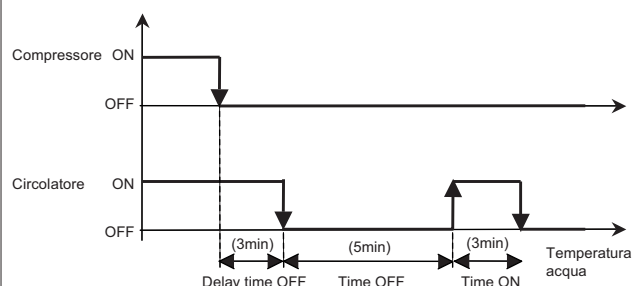 Compressore ON
OFF
Circolatore ON
OFF
(3min) (5min) (3min)
Delay time OFF Time OFF Time ON
Temperatura
acqua